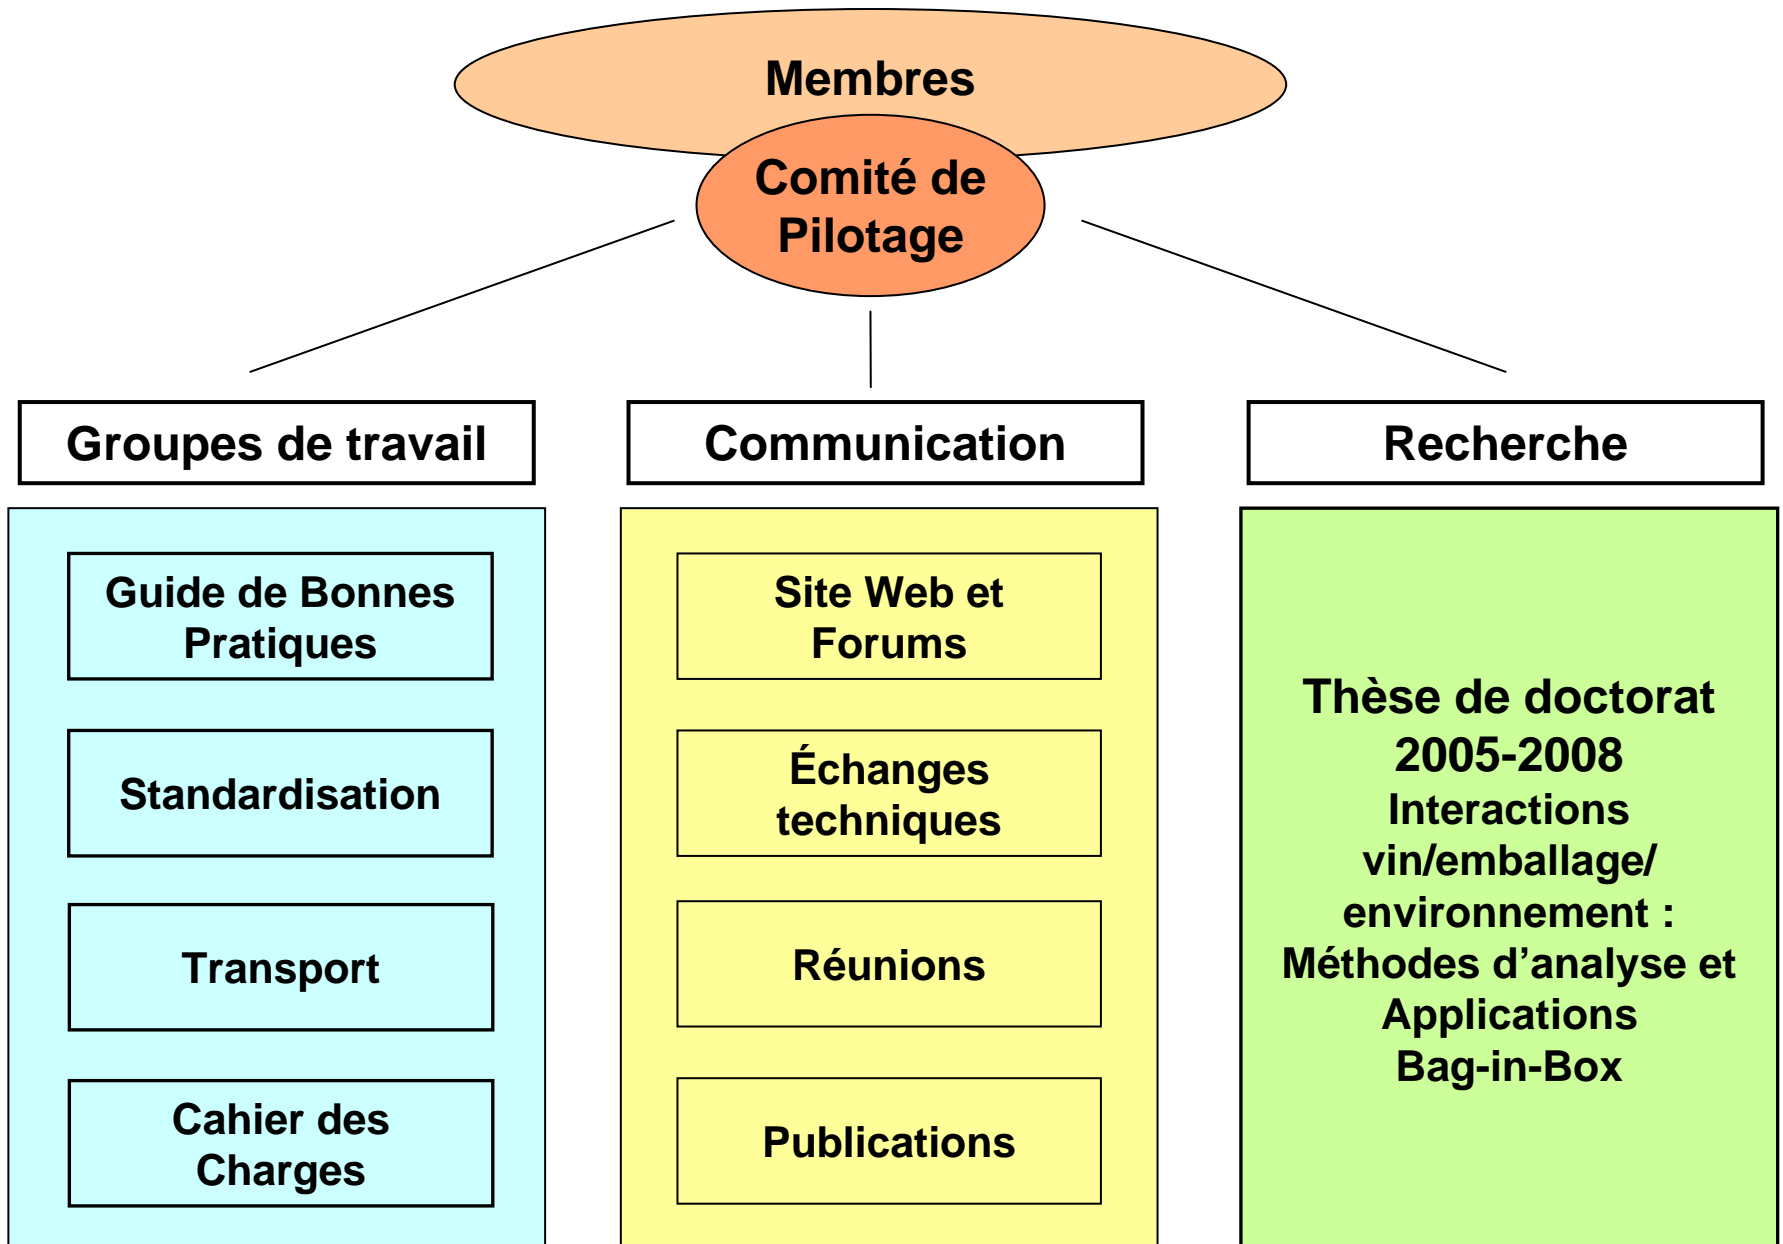 Membres
Comité de
Pilotage
Groupes de travail
Communication
Recherche
Guide de Bonnes
Pratiques
Standardisation
Transport
Cahier des
Charges
Site Web et
Forums
Échanges
techniques
Réunions
Publications
Thèse de doctorat
2005-2008
Interactions
vin/emballage/
environnement :
Méthodes d’analyse et
Applications
Bag-in-Box